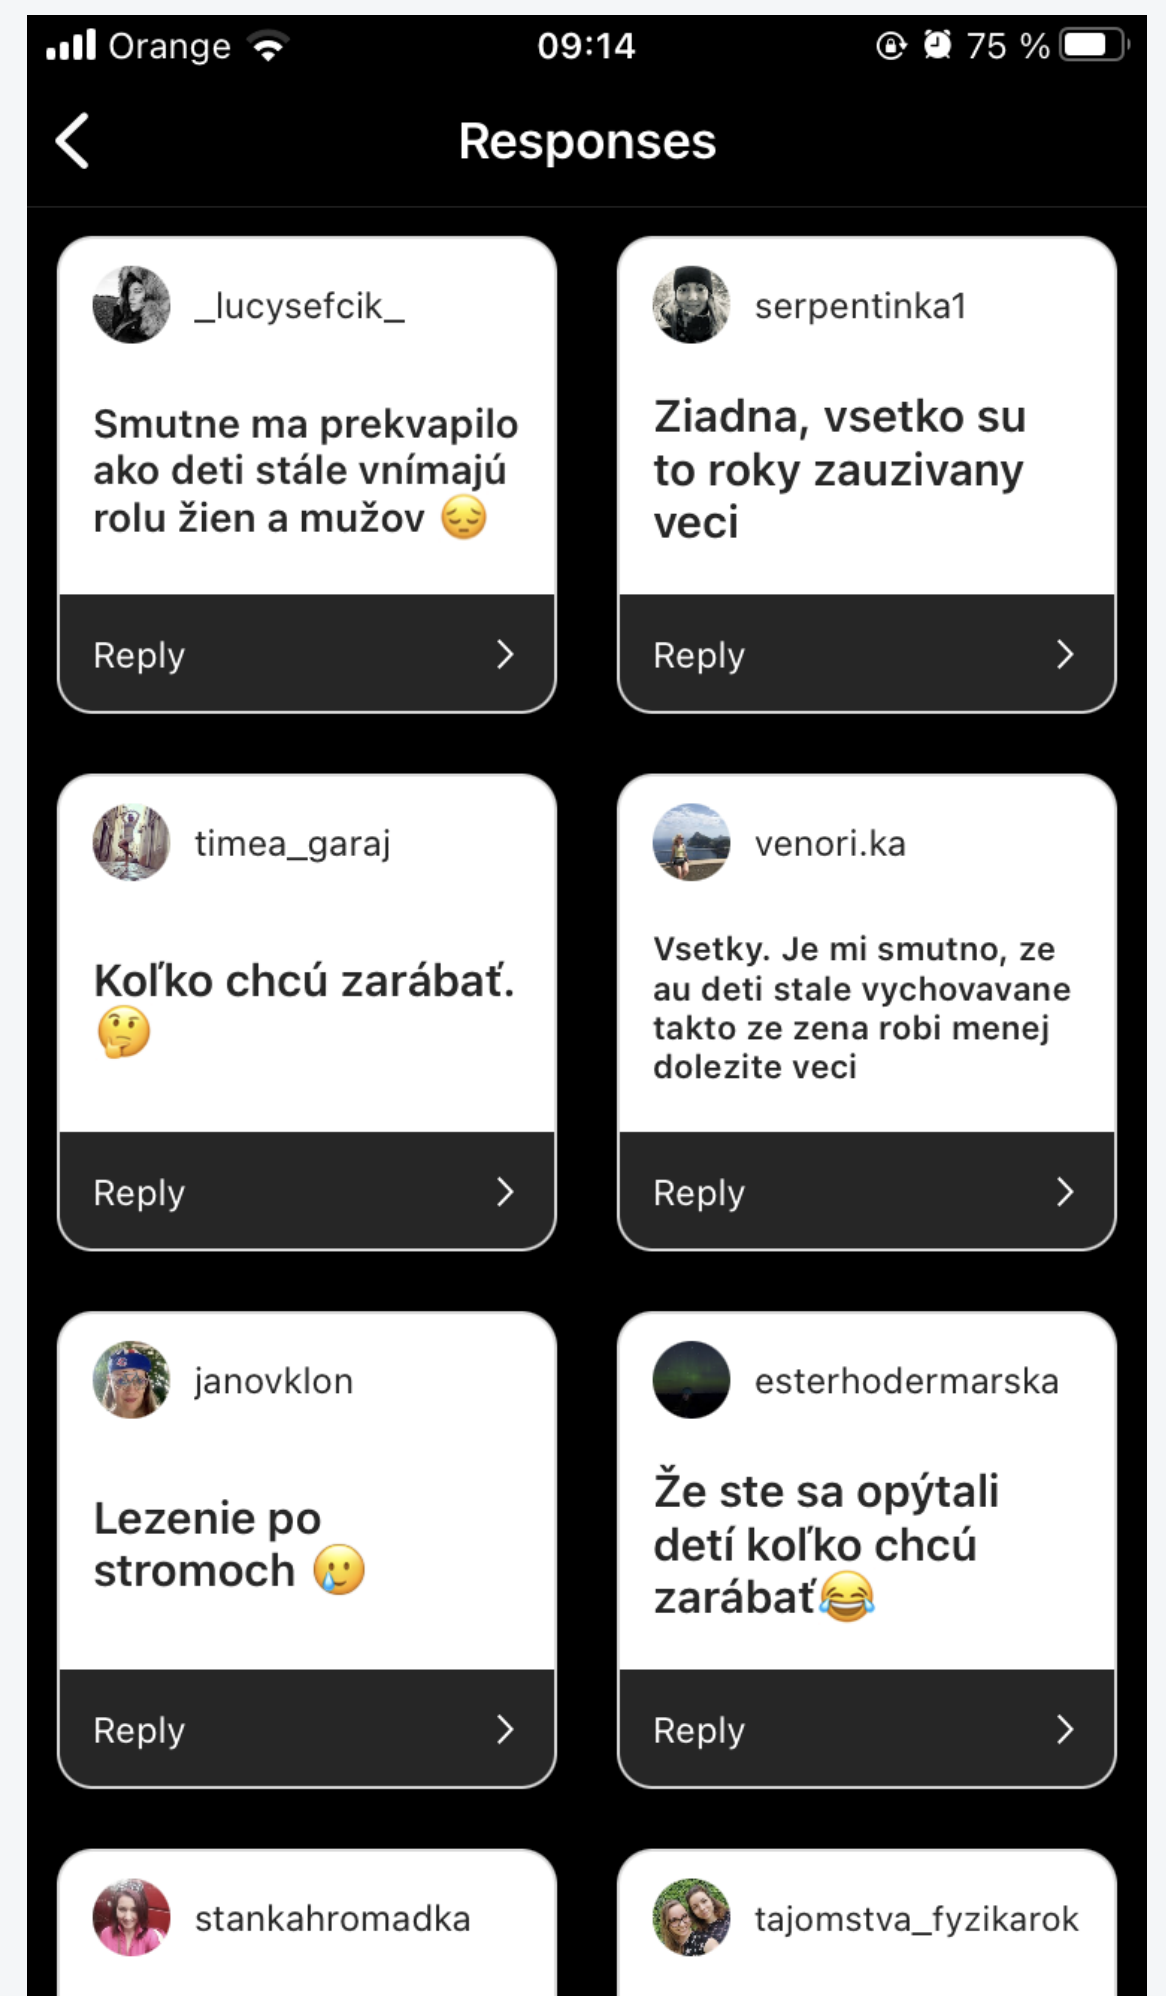 Orange 09:14 75 %
Responses
_lucysefcik_
Smutne ma prekvapilo
ako deti stále vnímajú
rolu žien a mužov 😔
Reply
serpentinka1
Ziadna, vsetko su
to roky zauzivany
veci
Reply
timea_garaj
Koľko chcú zarábať.
🤔
Reply
venori.ka
Vsetky. Je mi smutno, ze
au deti stale vychovavane
takto ze zena robi menej
dolezite veci
Reply
janovklon
Lezenie po
stromoch 🥲
Reply
esterhodermarska
Že ste sa opýtali
detí koľko chcú
zarábať😂
Reply
stankahromadka
tajomstva_fyzikarok